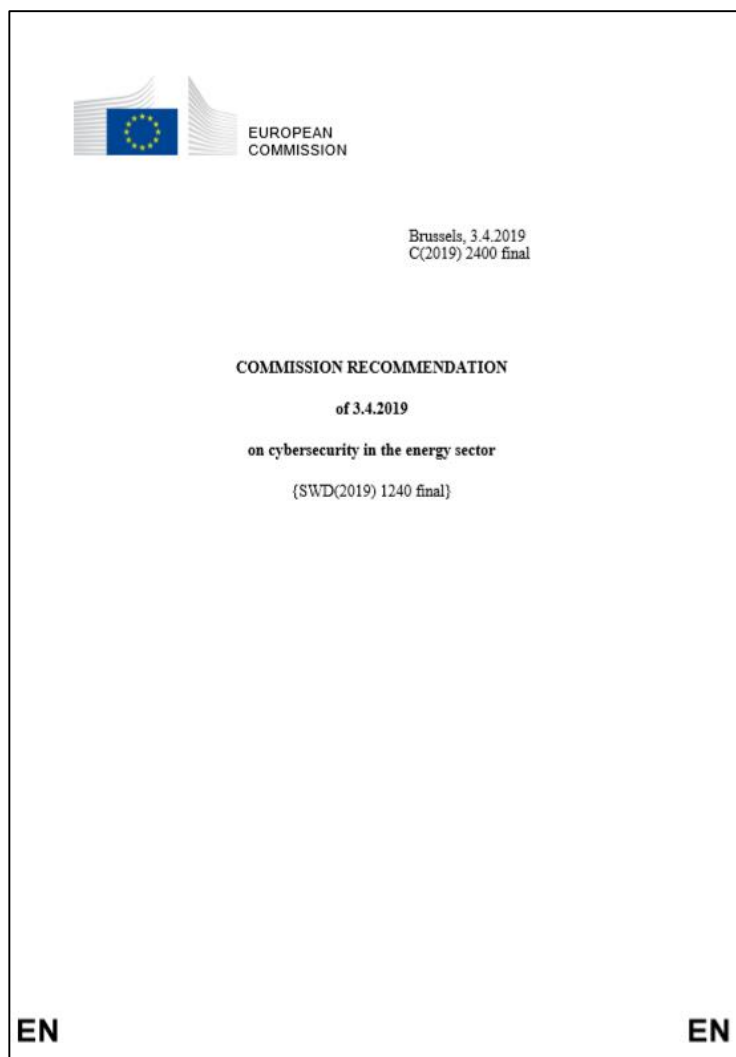 EUROPEAN
COMMISSION
Brussels, 3.4.2019
C(2019) 2400 final
COMMISSION RECOMMENDATION
of 3.4.2019
on cybersecurity in the energy sector
{SWD(2019) 1240 final}
EN EN